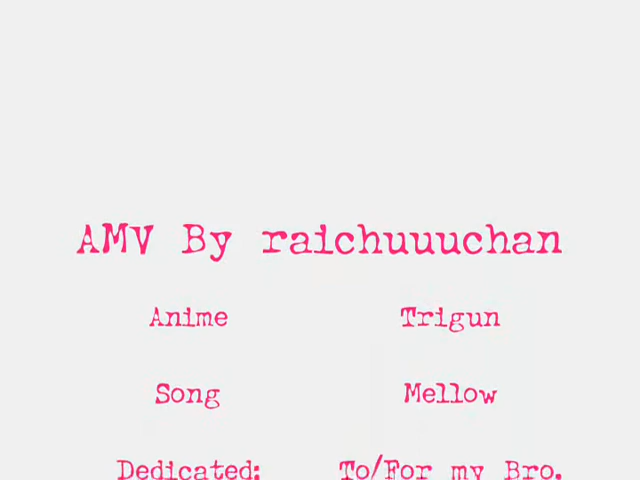 AMV By raichuuuchan
Anime Trigun
Song Mellow
Dedicated: To/For my Bro.